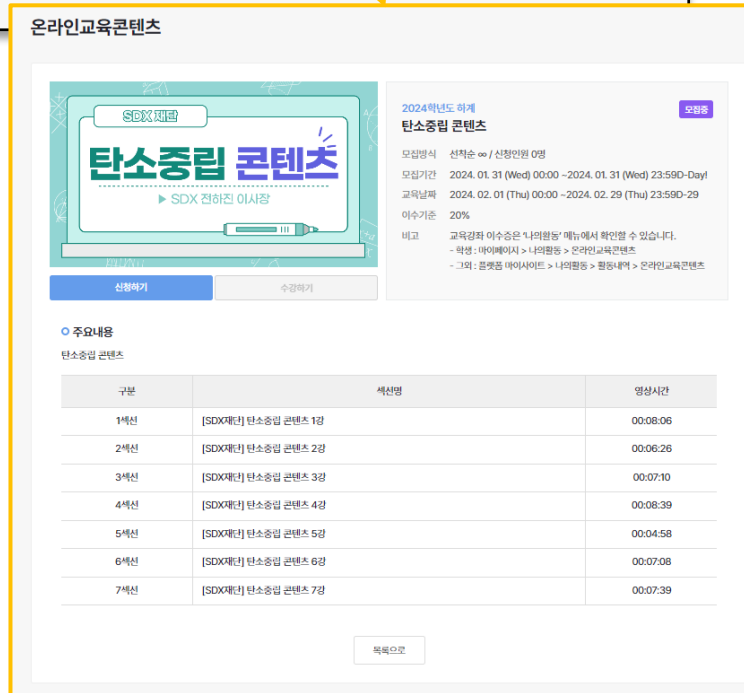 온라인교육콘텐츠
SDX 재단
탄소중립 콘텐츠
▶ SDX 전하진 이사장
신청하기
수강하기
2024학년도 하계
모집중
탄소중립 콘텐츠
모집방식 선착순 ∞ / 신청인원 0명
모집기간 2024. 01. 31 (Wed) 00:00 ~2024. 01. 31 (Wed) 23:59D-Day!
교육날짜 2024. 02. 01 (Thu) 00:00 ~2024. 02. 29 (Thu) 23:59D-29
이수기준 20%
비고 교육강좌 이수증은 '나의활동' 메뉴에서 확인할 수 있습니다.
- 학생 : 마이페이지 > 나의활동 > 온라인교육콘텐츠
- 그외 : 플랫폼 마이사이트 > 나의활동 > 활동내역 > 온라인교육콘텐츠
주요내용
탄소중립 콘텐츠
구분 섹션명 영상시간
1섹션 [SDX재단] 탄소중립 콘텐츠 1강 00:08:06
2섹션 [SDX재단] 탄소중립 콘텐츠 2강 00:06:26
3섹션 [SDX재단] 탄소중립 콘텐츠 3강 00:07:10
4섹션 [SDX재단] 탄소중립 콘텐츠 4강 00:08:39
5섹션 [SDX재단] 탄소중립 콘텐츠 5강 00:04:58
6섹션 [SDX재단] 탄소중립 콘텐츠 6강 00:07:08
7섹션 [SDX재단] 탄소중립 콘텐츠 7강 00:07:39
목록으로